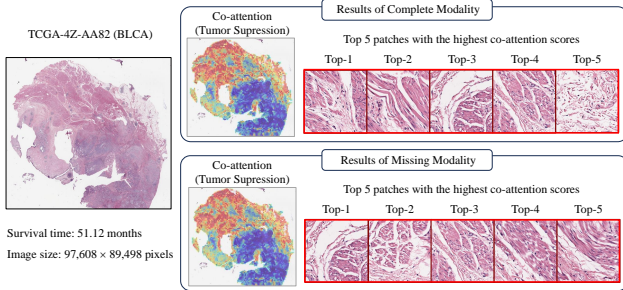 TCGA-4Z-AA82 (BLCA)
Survival time: 51.12 months
Image size: 97,608 × 89,498 pixels
Results of Complete Modality
Co-attention
(Tumor Supression)
Top 5 patches with the highest co-attention scores
Top-1 Top-2 Top-3 Top-4 Top-5
Results of Missing Modality
Co-attention
(Tumor Supression)
Top 5 patches with the highest co-attention scores
Top-1 Top-2 Top-3 Top-4 Top-5